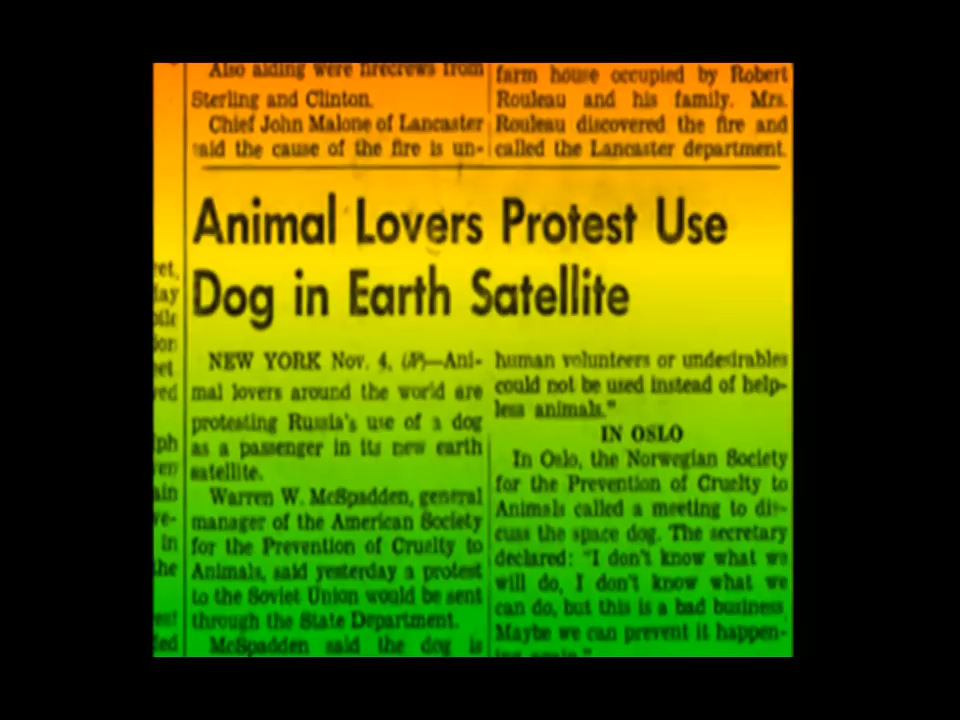 Also aiding were firecrews from
Sterling and Clinton.
Chief John Malone of Lancaster
said the cause of the fire is un-
farm house occupied by Robert
Rouleau and his family. Mrs.
Rouleau discovered the fire and
called the Lancaster department.
Animal Lovers Protest Use
Dog in Earth Satellite
ret,
lay
in
the
NEW YORK Nov. 4, (AP)—Ani-
mal lovers around the world are
protesting Russia's use of a dog
as a passenger in its new earth
satellite.
Warren W. McSpadden, general
manager of the American Society
for the Prevention of Cruelty to
Animals, said yesterday a protest
to the Soviet Union would be sent
through the State Department.
McSpadden said the dog is
human volunteers or undesirables
could not be used instead of help-
less animals."
IN OSLO
In Oslo, the Norwegian Society
for the Prevention of Cruelty to
Animals called a meeting to dis-
cuss the space dog. The secretary
declared: "I don't know what we
will do, I don't know what we
can do, but this is a bad business.
Maybe we can prevent it happen-
ing again."